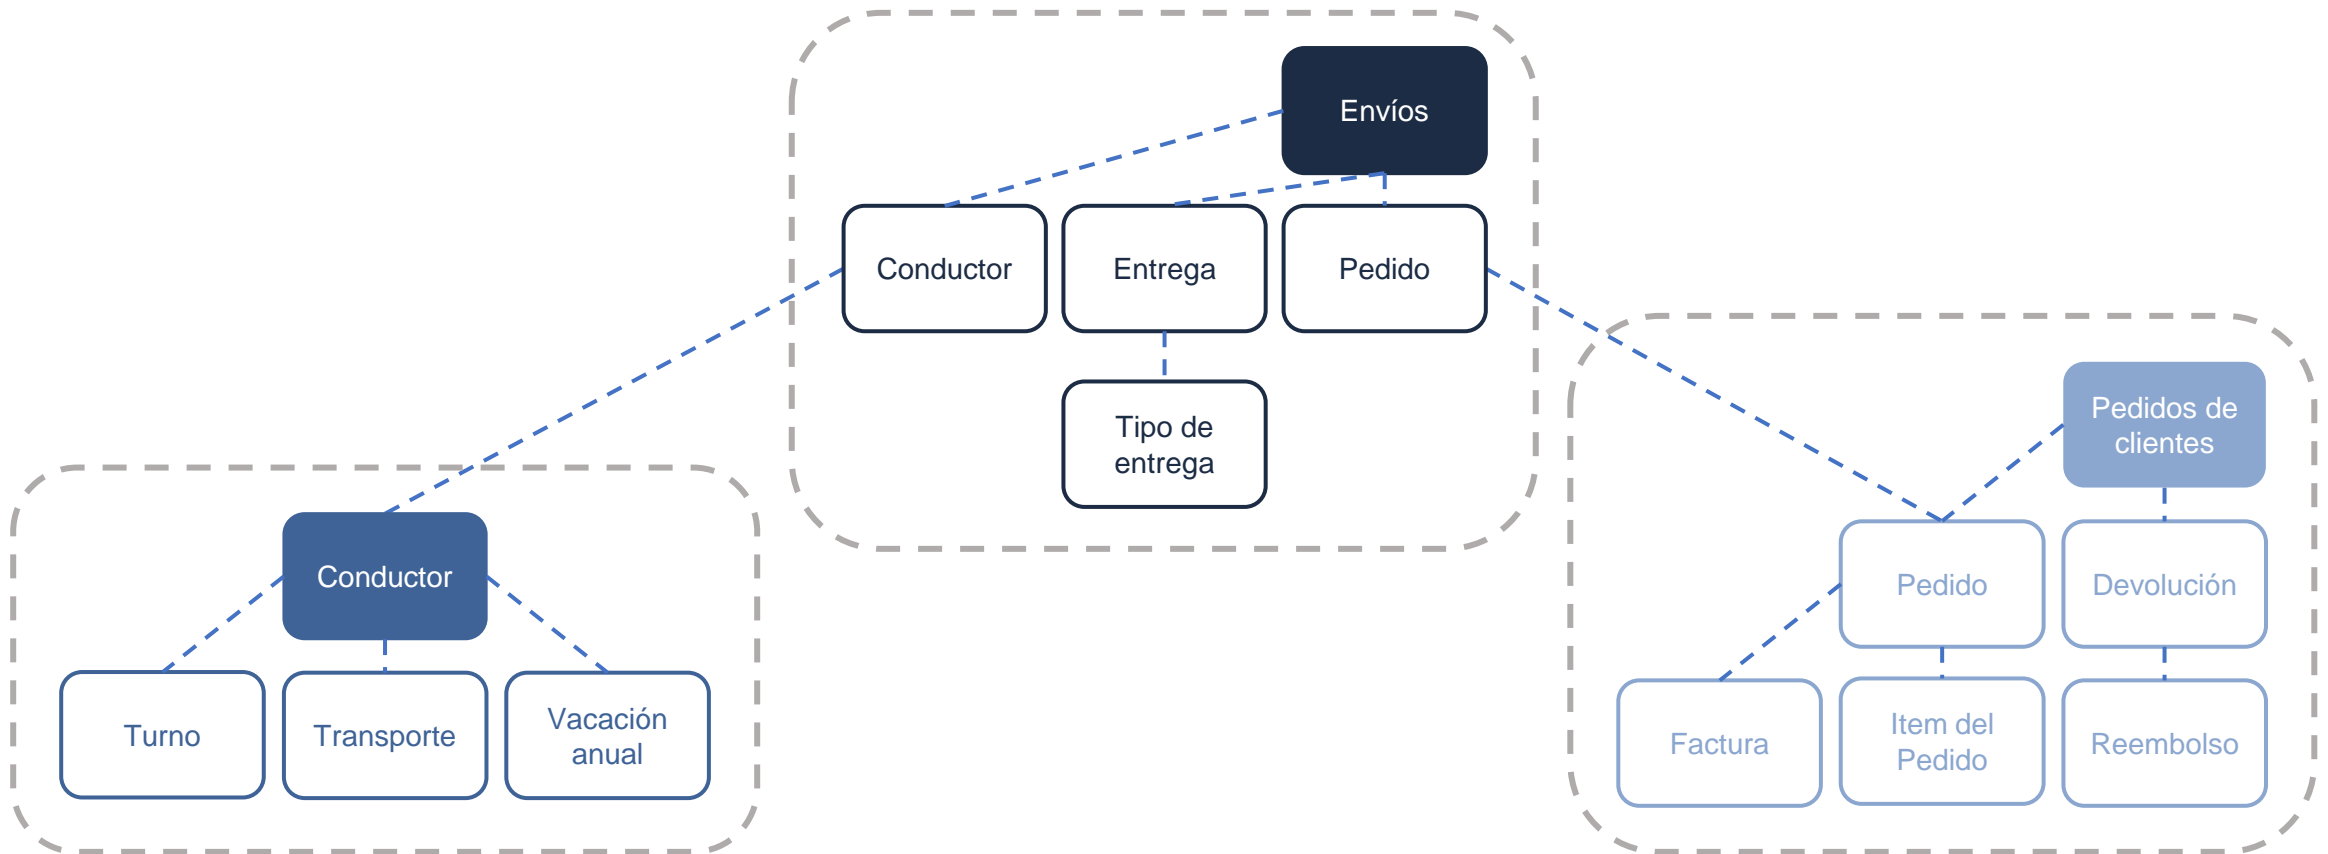 Envíos
Conductor
Entrega
Pedido
Tipo de
entrega
Conductor
Turno
Transporte
Vacación
anual
Pedidos de
clientes
Pedido
Devolución
Factura
Item del
Pedido
Reembolso